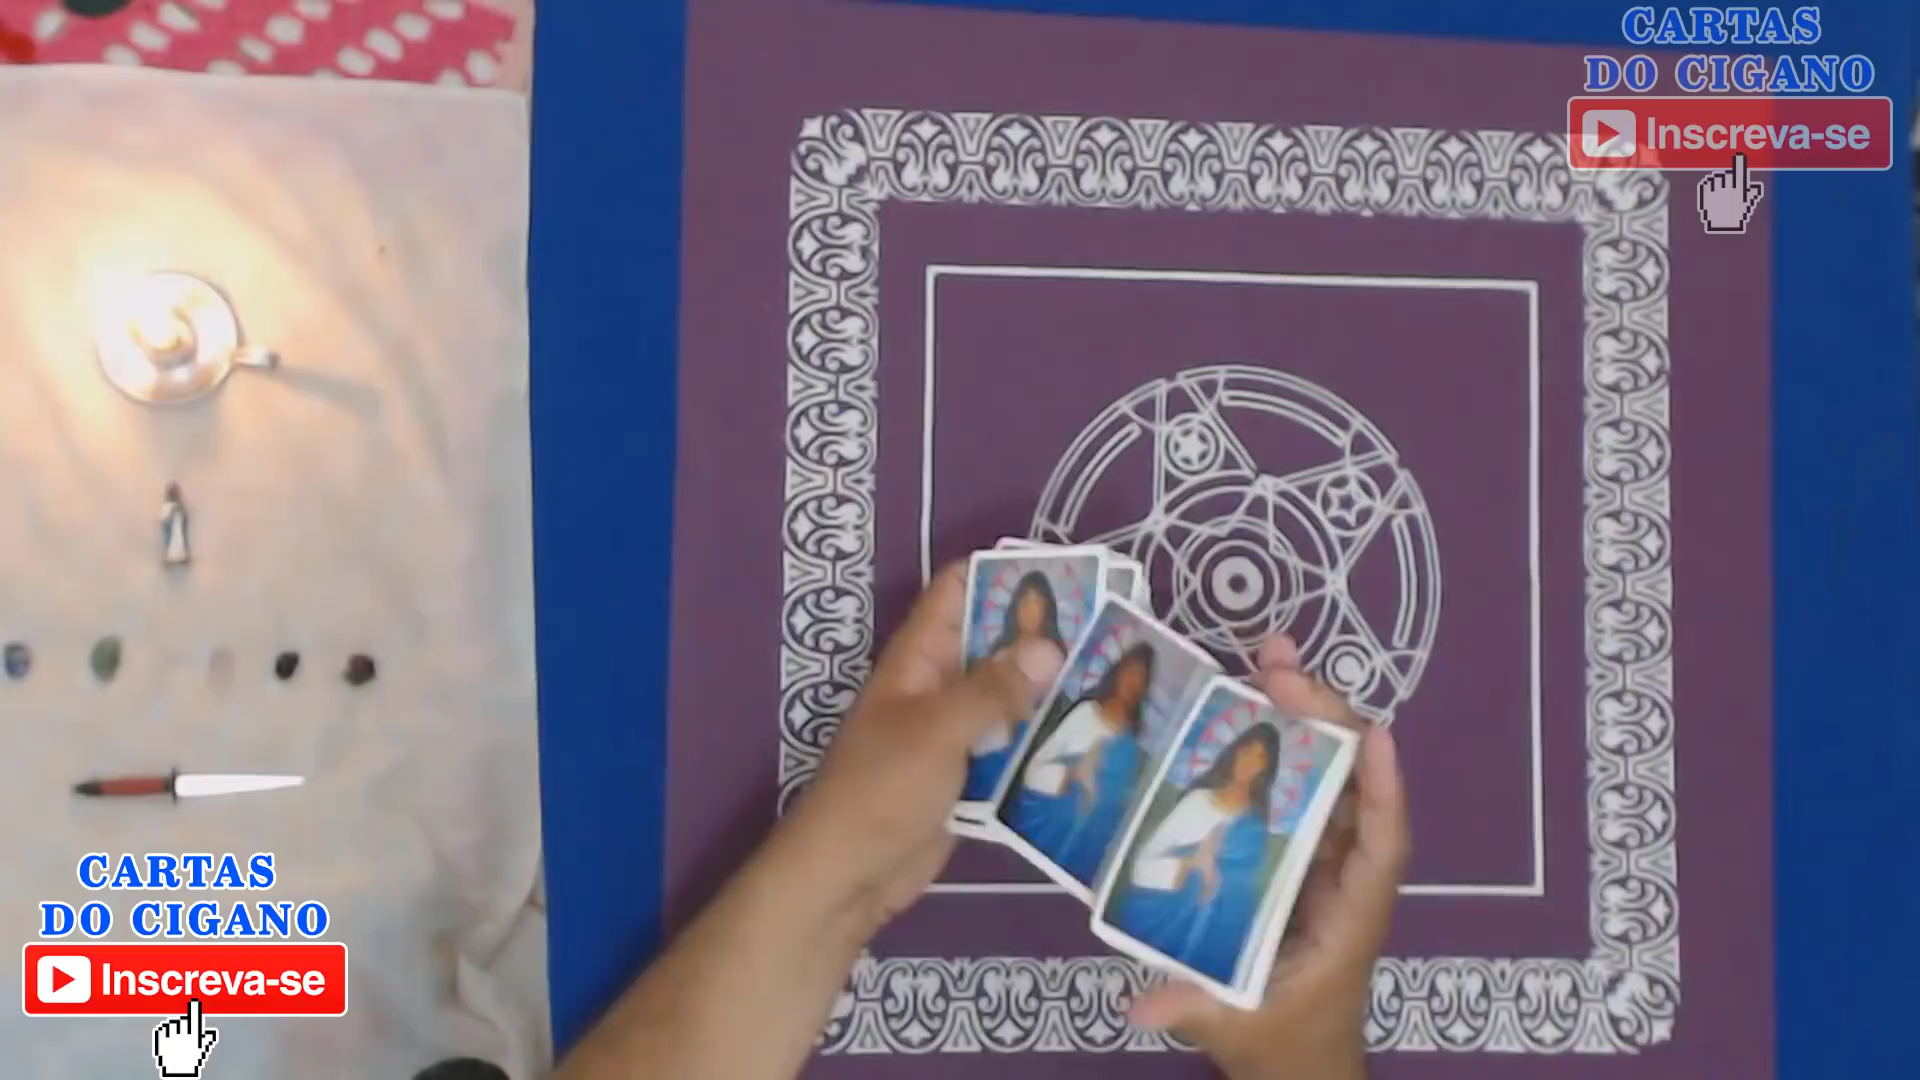 CARTAS
DO CIGANO
Inscreva-se
CARTAS
DO CIGANO
Inscreva-se